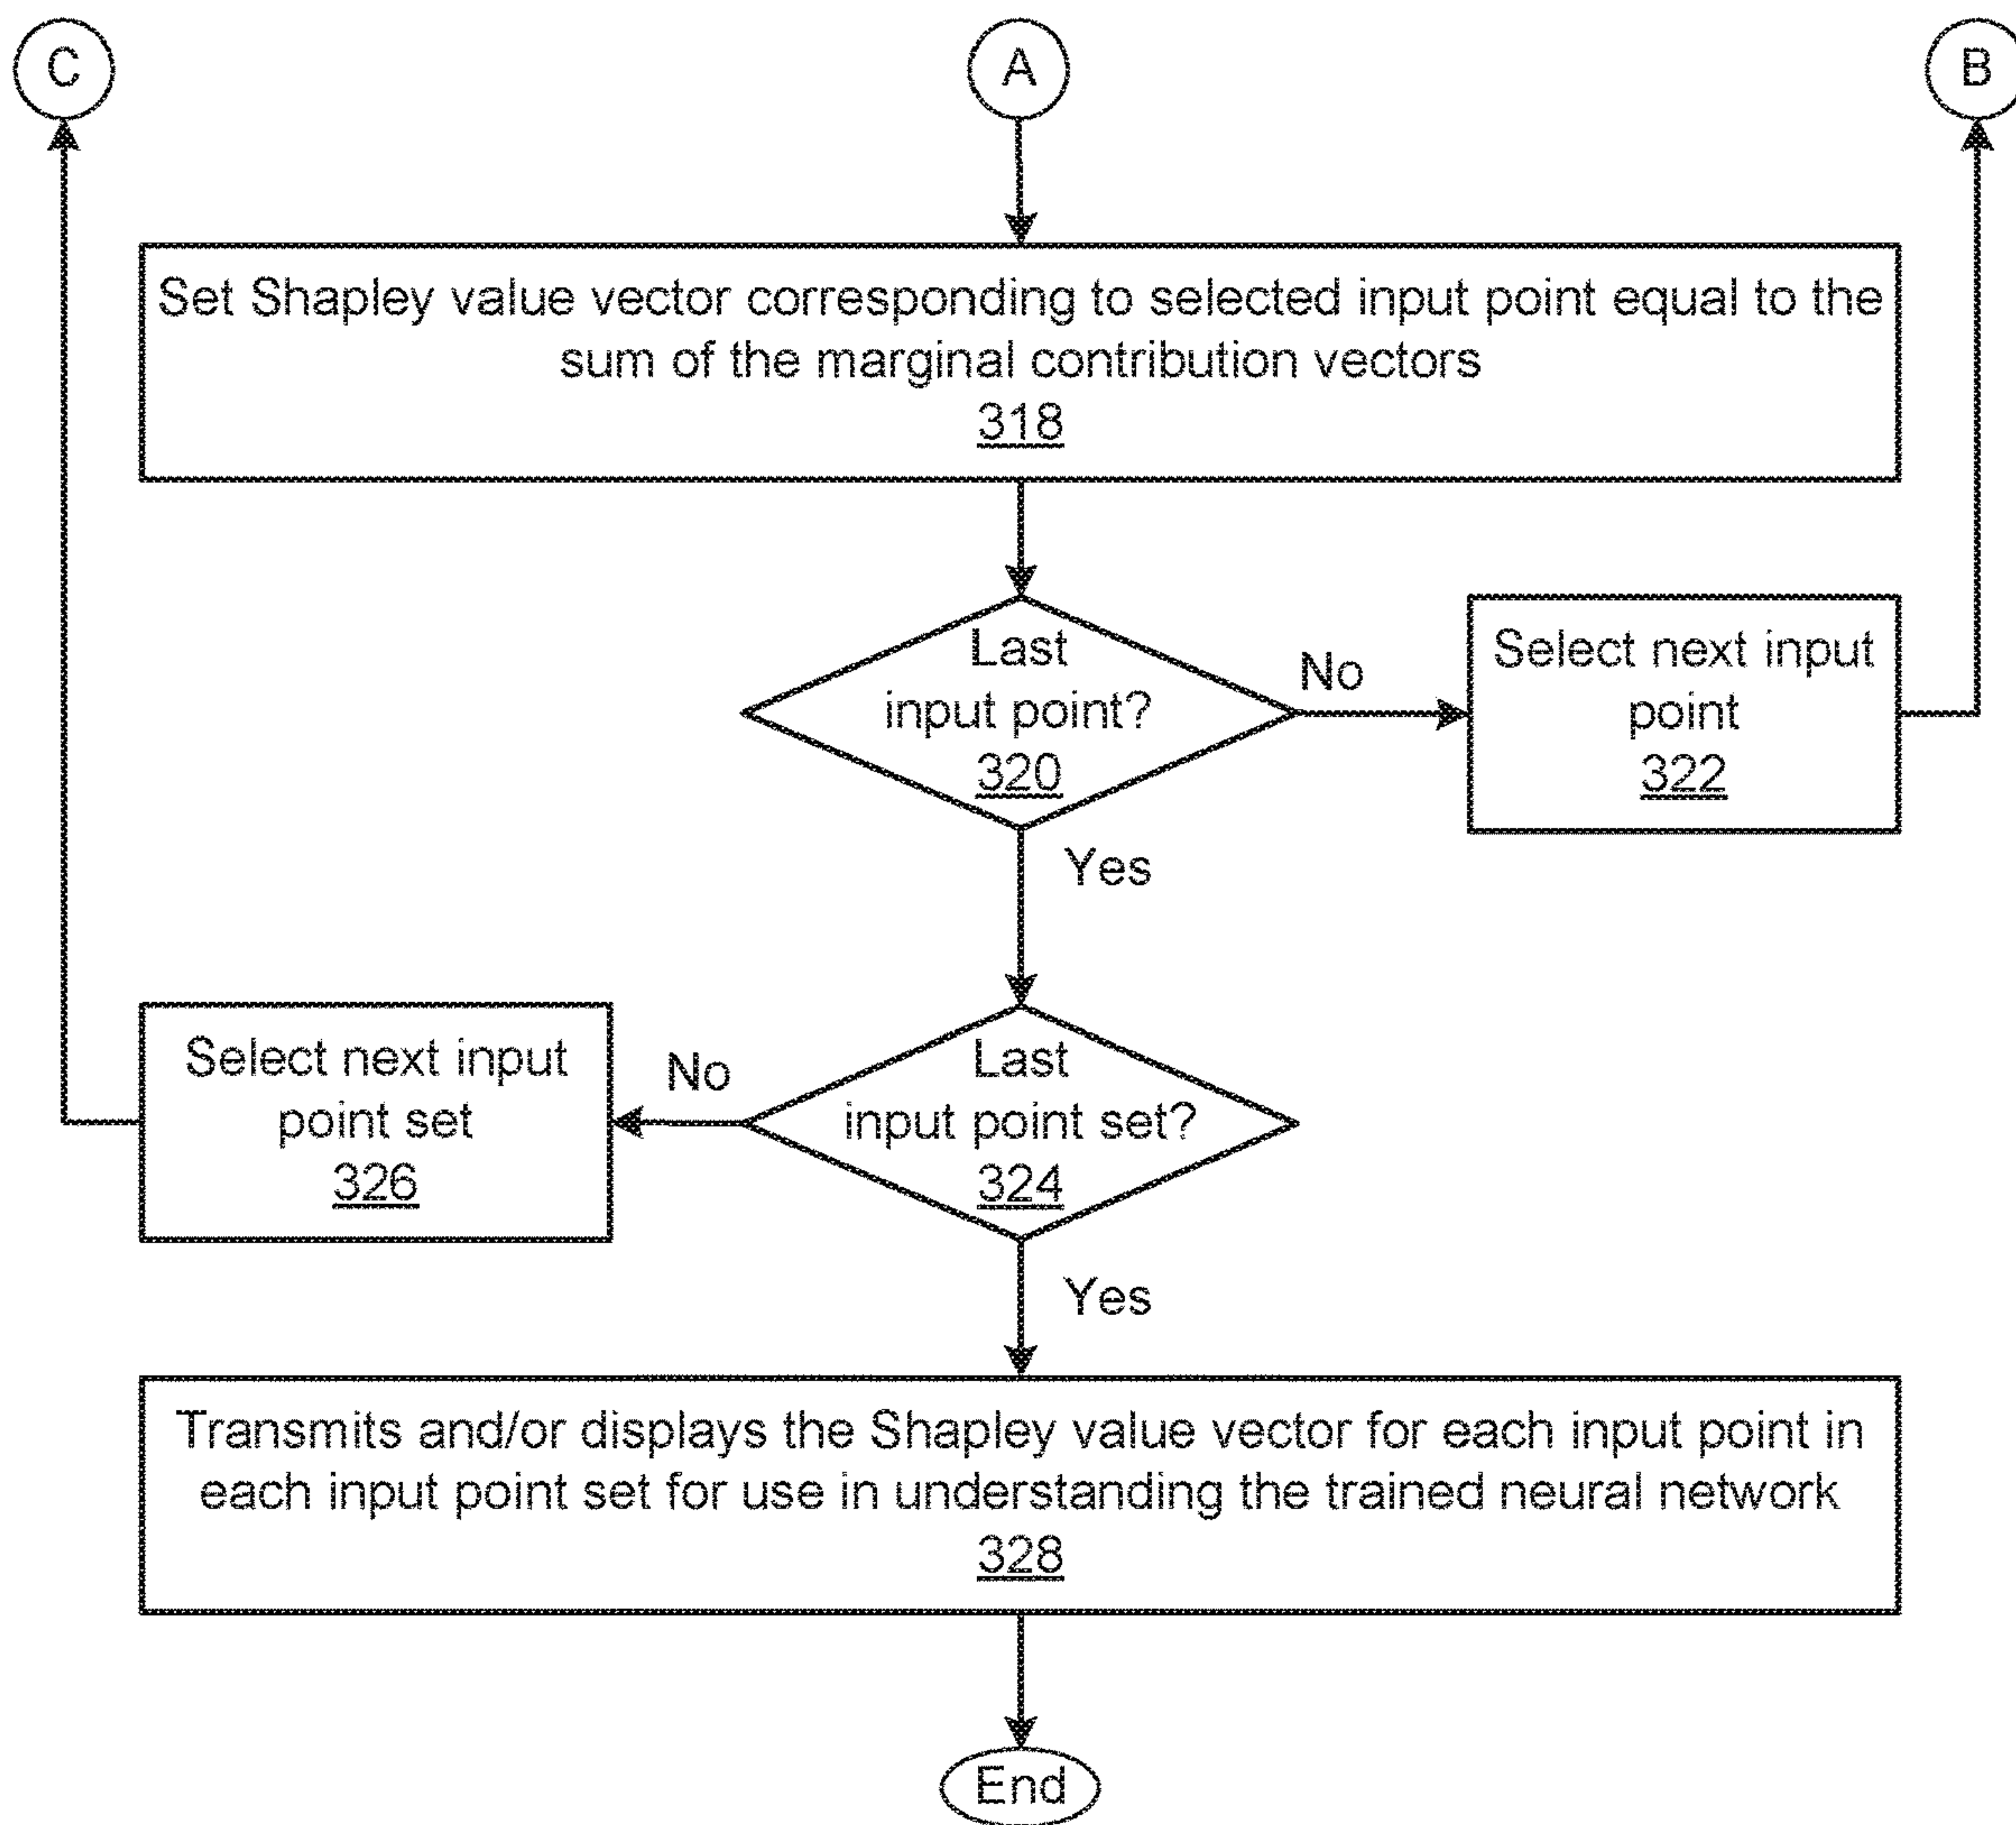 C
A
B
Set Shapley value vector corresponding to selected input point equal to the
sum of the marginal contribution vectors
318
Last
input point?
320
No
Select next input
point
322
Yes
Select next input
point set
326
No
Last
input point set?
324
Yes
Transmits and/or displays the Shapley value vector for each input point in
each input point set for use in understanding the trained neural network
328
End